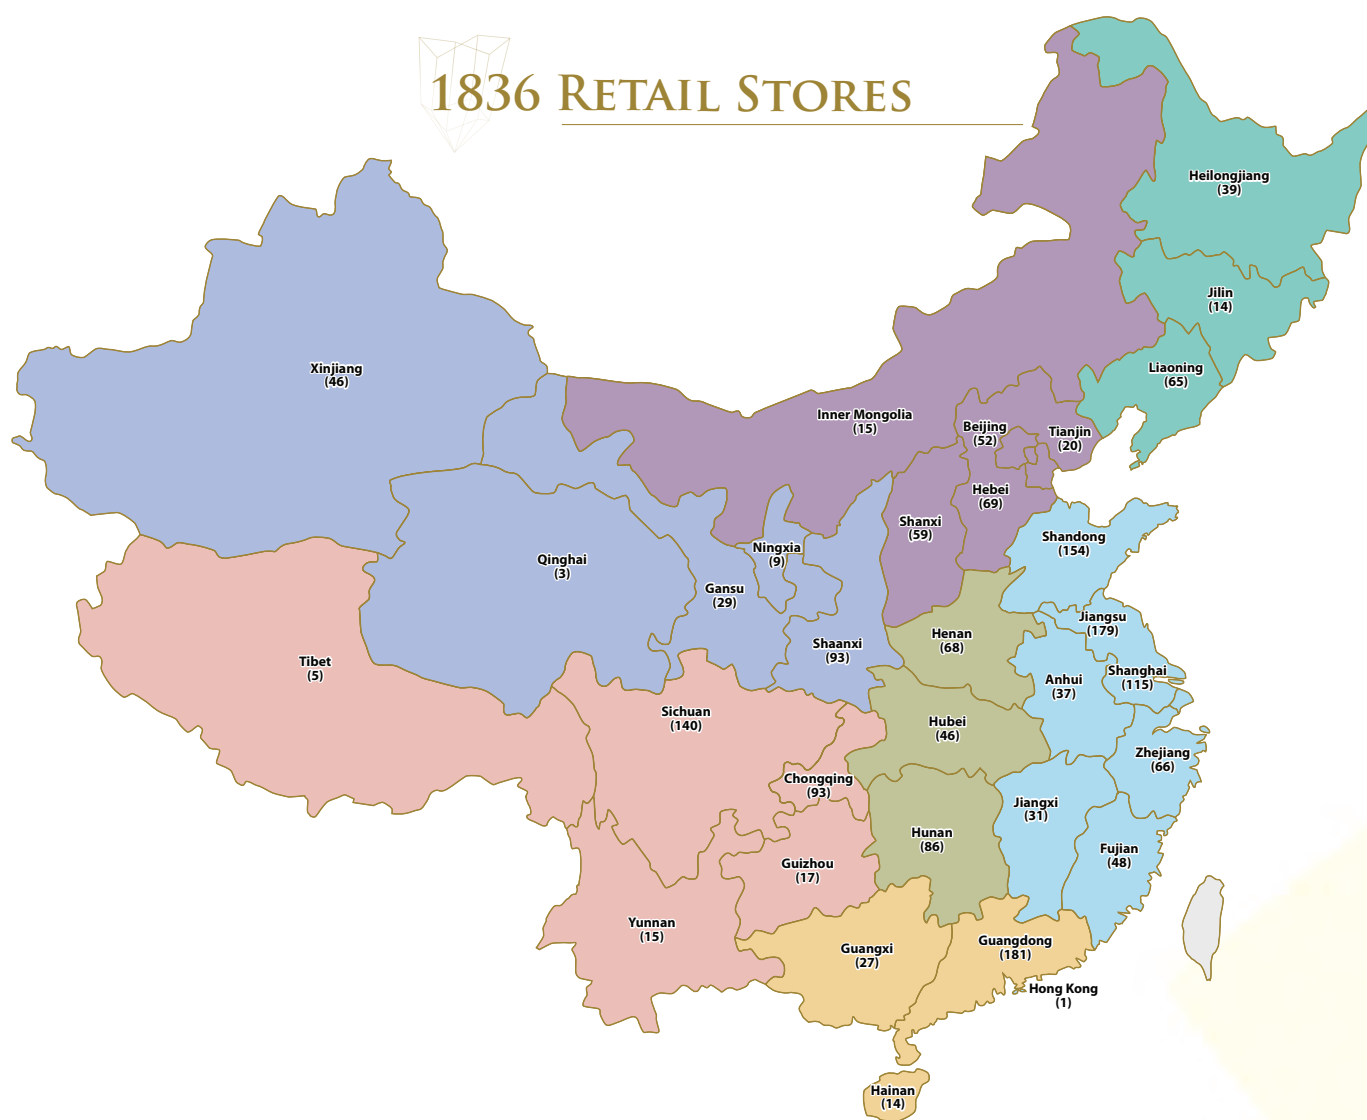 1836 RETAIL STORES
Heilongjiang
(39)
Jilin
(14)
Liaoning
(65)
Xinjiang
(46)
Inner Mongolia
(15)
Beijing
(52)
Tianjin
(20)
Hebei
(69)
Shanxi
(59)
Shandong
(154)
Ningxia
(9)
Qinghai
(3)
Gansu
(29)
Jiangsu
(179)
Henan
(68)
Shaanxi
(93)
Tibet
(5)
Anhui
(37)
Shanghai
(115)
Sichuan
(140)
Hubei
(46)
Zhejiang
(66)
Chongqing
(93)
Jiangxi
(31)
Hunan
(86)
Fujian
(48)
Guizhou
(17)
Yunnan
(15)
Guangxi
(27)
Guangdong
(181)
Hong Kong
(1)
Hainan
(14)